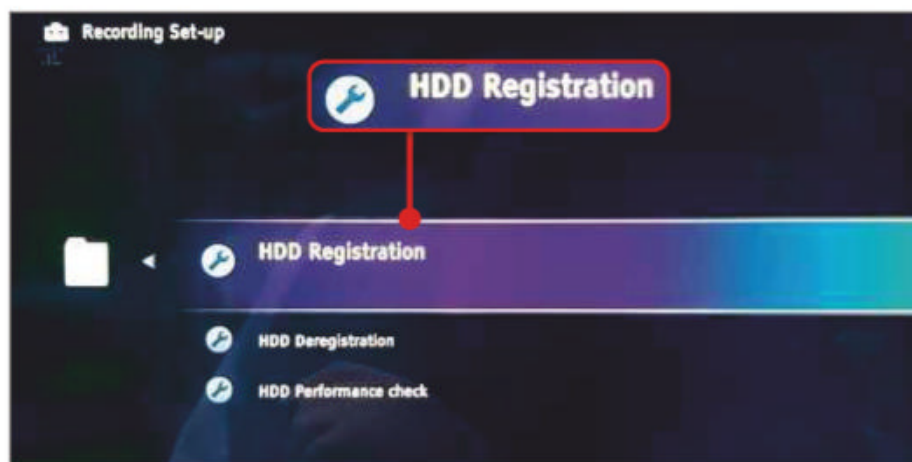 Recording Set-up
HDD Registration
HDD Registration
HDD Deregistration
HDD Performance check